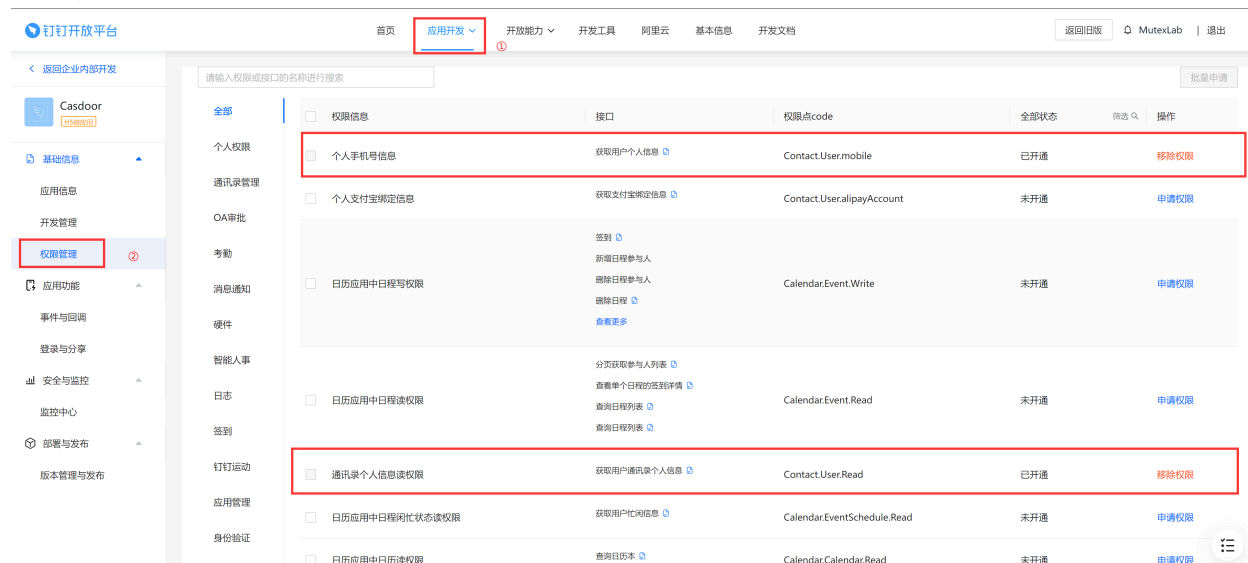 钉钉开放平台
首页 应用开发 开放能力 开发工具 阿里云 基本信息 开发文档 返回旧版 MutexLab | 退出
①
< 返回企业内部开发
Casdoor
H5微应用
基础信息
应用信息
开发管理
权限管理 ②
应用功能
事件与回调
登录与分享
安全与监控
监控中心
部署与发布
版本管理与发布
请输入权限或接口的名称进行搜索 批量申请
全部
个人权限
通讯录管理
OA审批
考勤
消息通知
硬件
智能人事
日志
签到
钉钉运动
应用管理
身份验证
权限信息 接口 权限点code 全部状态 筛选 操作
个人手机号信息 获取用户个人信息 Contact.User.mobile 已开通 移除权限
个人支付宝绑定信息 获取支付宝绑定信息 Contact.User.alipayAccount 未开通 申请权限
签到
新增日程参与人
删除日程参与人
日历应用中日程写权限 Calendar.Event.Write 未开通 申请权限
删除日程
查看更多
分页获取参与人列表
查看单个日程的签到详情
日历应用中日程读权限 Calendar.Event.Read 未开通 申请权限
查询日程列表
查询日程列表
通讯录个人信息读权限 获取用户通讯录个人信息 Contact.User.Read 已开通 移除权限
日历应用中日程闲忙状态读权限 获取用户忙闲信息 Calendar.EventSchedule.Read 未开通 申请权限
日历应用中日历读权限 查询日历本 Calendar.Calendar.Read 未开通 申请权限